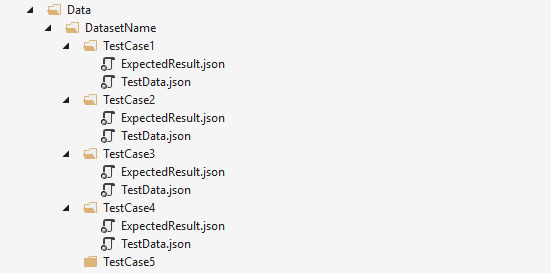 Data
DatasetName
TestCase1
ExpectedResult.json
TestData.json
TestCase2
ExpectedResult.json
TestData.json
TestCase3
ExpectedResult.json
TestData.json
TestCase4
ExpectedResult.json
TestData.json
TestCase5